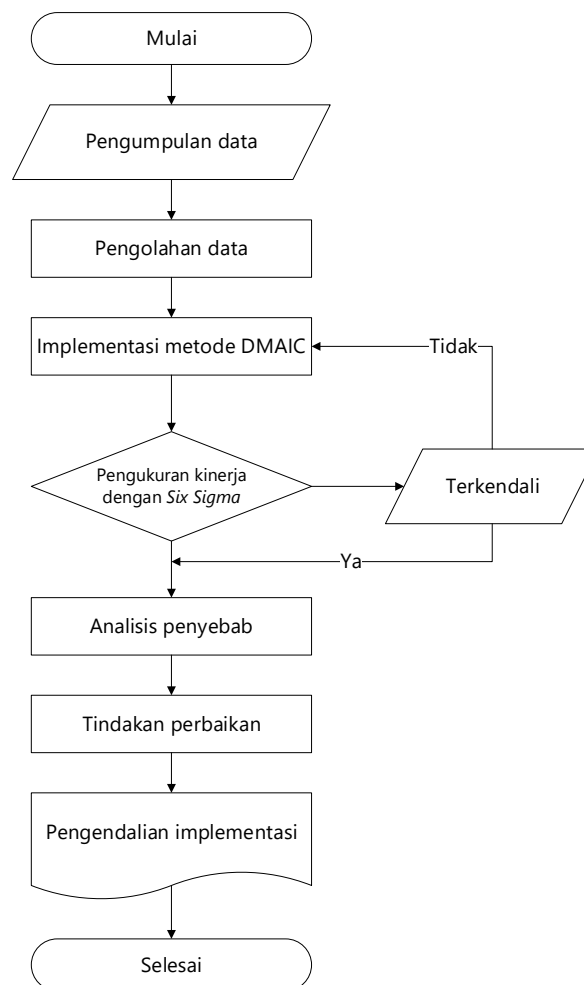 Mulai
Pengumpulan data
Pengolahan data
Implementasi metode DMAIC
Tidak
Pengukuran kinerja
dengan Six Sigma
Terkendali
Ya
Analisis penyebab
Tindakan perbaikan
Pengendalian implementasi
Selesai